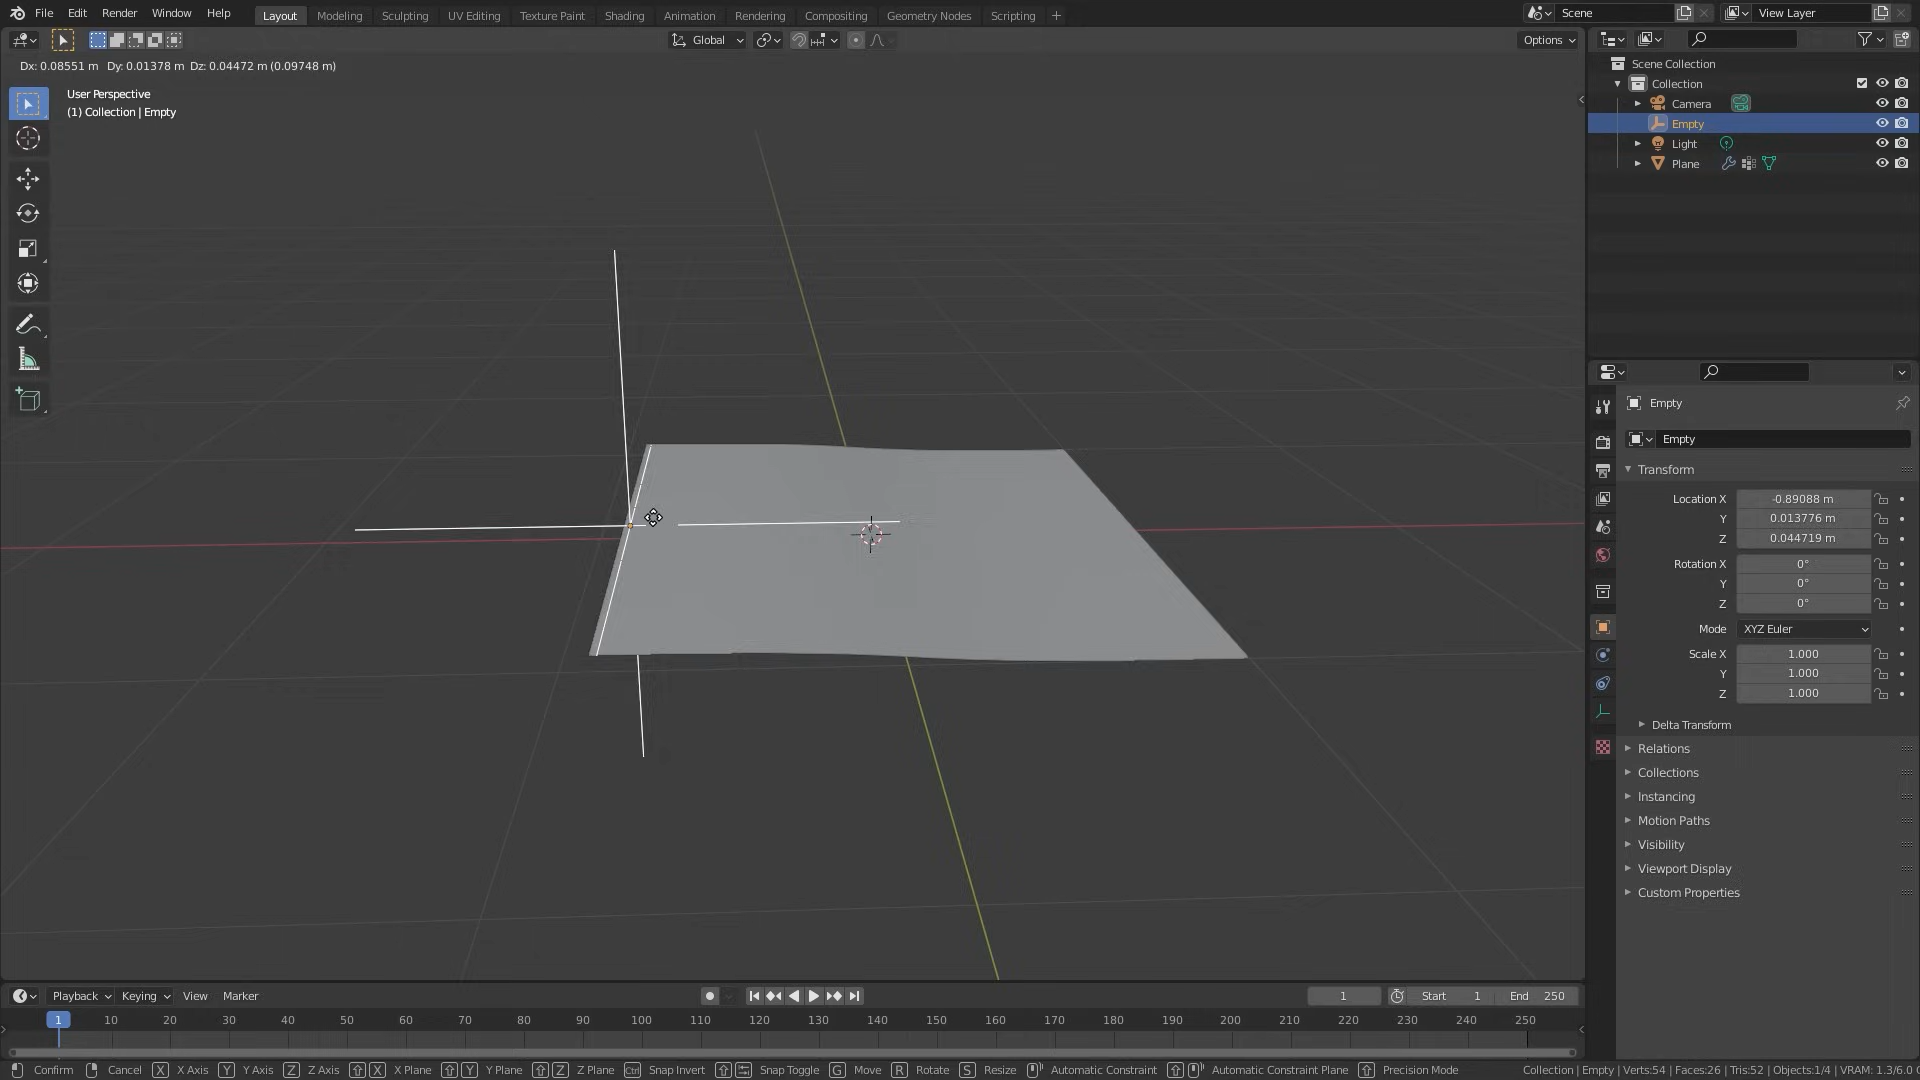 File Edit Render Window Help Layout Modeling Sculpting UV Editing Texture Paint Shading Animation Rendering Compositing Geometry Nodes Scripting Scene View Layer
Global Options
Dx: 0.08551 m Dy: 0.01378 m Dz: 0.04472 m (0.09748 m)
User Perspective
(1) Collection | Empty
Scene Collection
Collection
Camera
Empty
Light
Plane
Empty
Empty
Transform
Location X -0.89088 m
Y 0.013776 m
Z 0.044719 m
Rotation X 0°
Y 0°
Z 0°
Mode XYZ Euler
Scale X 1.000
Y 1.000
Z 1.000
Delta Transform
Relations
Collections
Instancing
Motion Paths
Visibility
Viewport Display
Custom Properties
Playback Keying View Marker 1 Start 1 End 250
1 10 20 30 40 50 60 70 80 90 100 110 120 130 140 150 160 170 180 190 200 210 220 230 240 250
Confirm Cancel X X Axis Y Y Axis Z Z Axis X X Plane Y Y Plane Z Z Plane Ctrl Snap Invert Snap Toggle G Move R Rotate S Resize Automatic Constraint Automatic Constraint Plane Precision Mode Collection | Empty | Verts:54 | Faces:26 | Tris:52 | Objects:1/4 | VRAM: 1.3/6.0